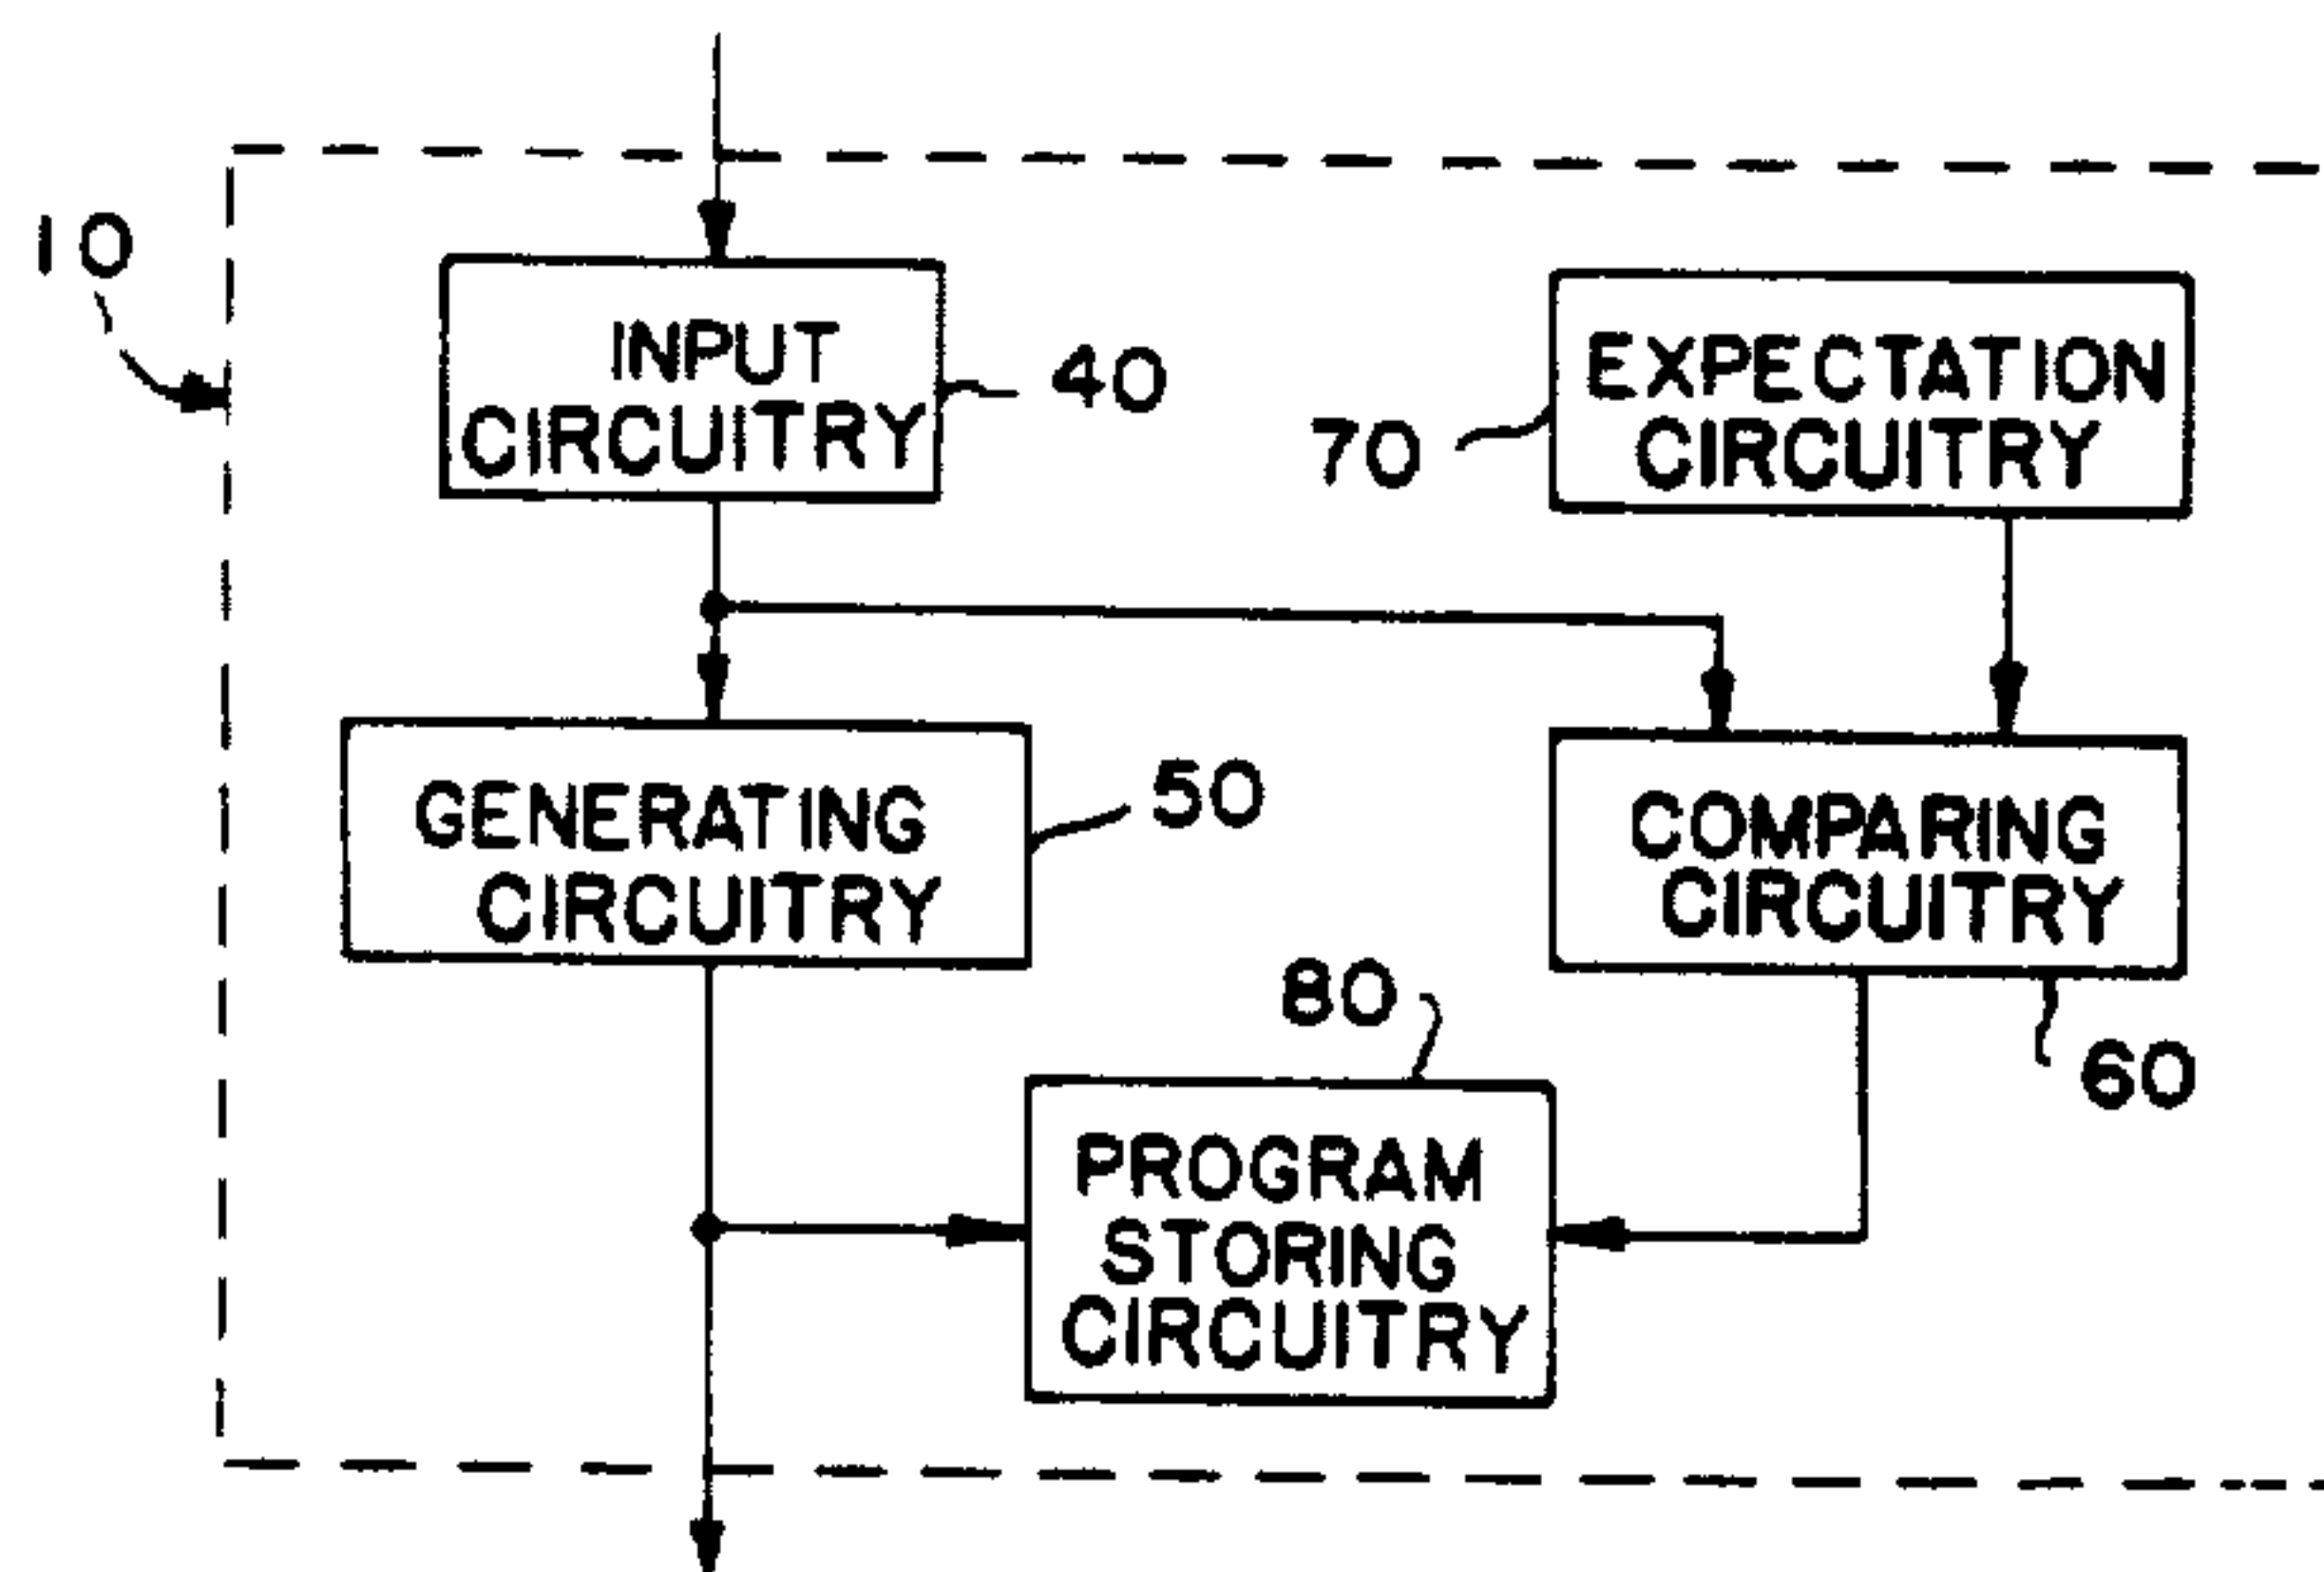 10
INPUT
CIRCUITRY
40
70
EXPECTATION
CIRCUITRY
GENERATING
CIRCUITRY
50
COMPARING
CIRCUITRY
60
80
PROGRAM
STORING
CIRCUITRY